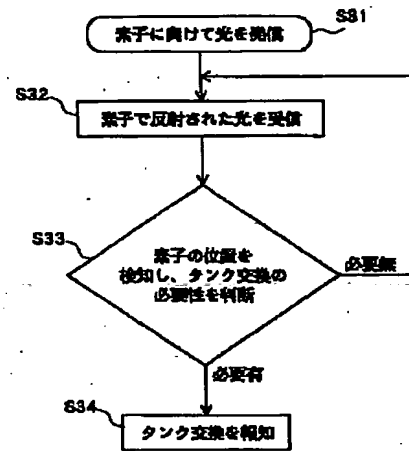 S31
素子に向けて光を発信
S32
素子で反射された光を受信
S33
素子の位置を
検知し、タンク交換の
必要性を判断
必要無
必要有
S34
タンク交換を報知